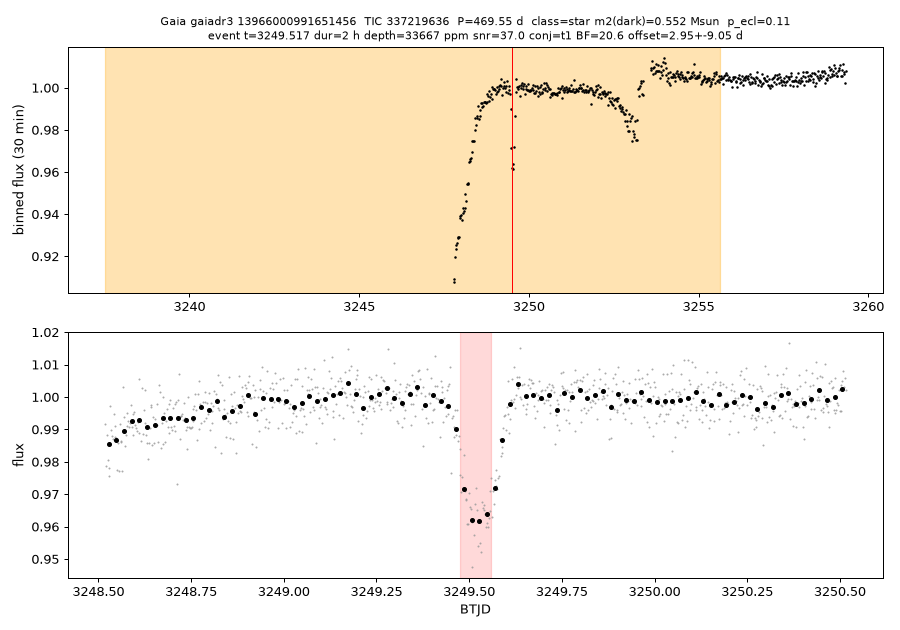 Gaia gaiadr3 13966000991651456 TIC 337219636 P=469.55 d class=star m2(dark)=0.552 Msun p_ecl=0.11
event t=3249.517 dur=2 h depth=33667 ppm snr=37.0 conj=t1 BF=20.6 offset=2.95+-9.05 d
binned flux (30 min)
1.00
0.98
0.96
0.94
0.92
3240 3245 3250 3255 3260
flux
1.02
1.01
1.00
0.99
0.98
0.97
0.96
0.95
3248.50 3248.75 3249.00 3249.25 3249.50 3249.75 3250.00 3250.25 3250.50
BTJD